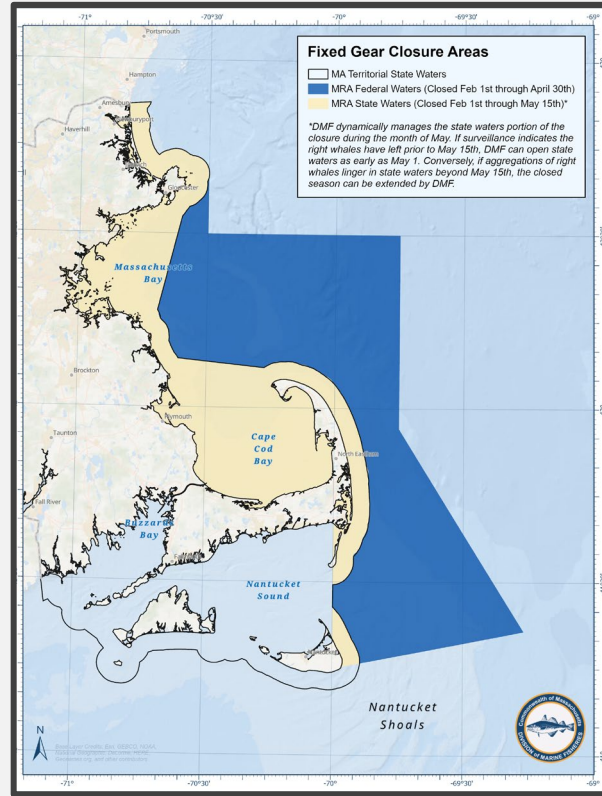 -71°
-70°30'
-70°
-69°30'
-69°
Portsmouth
Hampton
Amesbury
Newburyport
Haverhill
Gloucester
Fixed Gear Closure Areas
MA Territorial State Waters
MRA Federal Waters (Closed Feb 1st through April 30th)
MRA State Waters (Closed Feb 1st through May 15th)*
*DMF dynamically manages the state waters portion of the
closure during the month of May. If surveillance indicates the
right whales have left prior to May 15th, DMF can open state
waters as early as May 1. Conversely, if aggregations of right
whales linger in state waters beyond May 15th, the closed
season can be extended by DMF.
Massachusetts
Bay
Brockton
Plymouth
Taunton
Cape
Cod
Bay
North Eastham
Fall River
Buzzards
Bay
Nantucket
Sound
Nantucket
Shoals
N
Commonwealth of Massachusetts
DIVISION OF MARINE FISHERIES
-71°
-70°30'
-70°
-69°30'